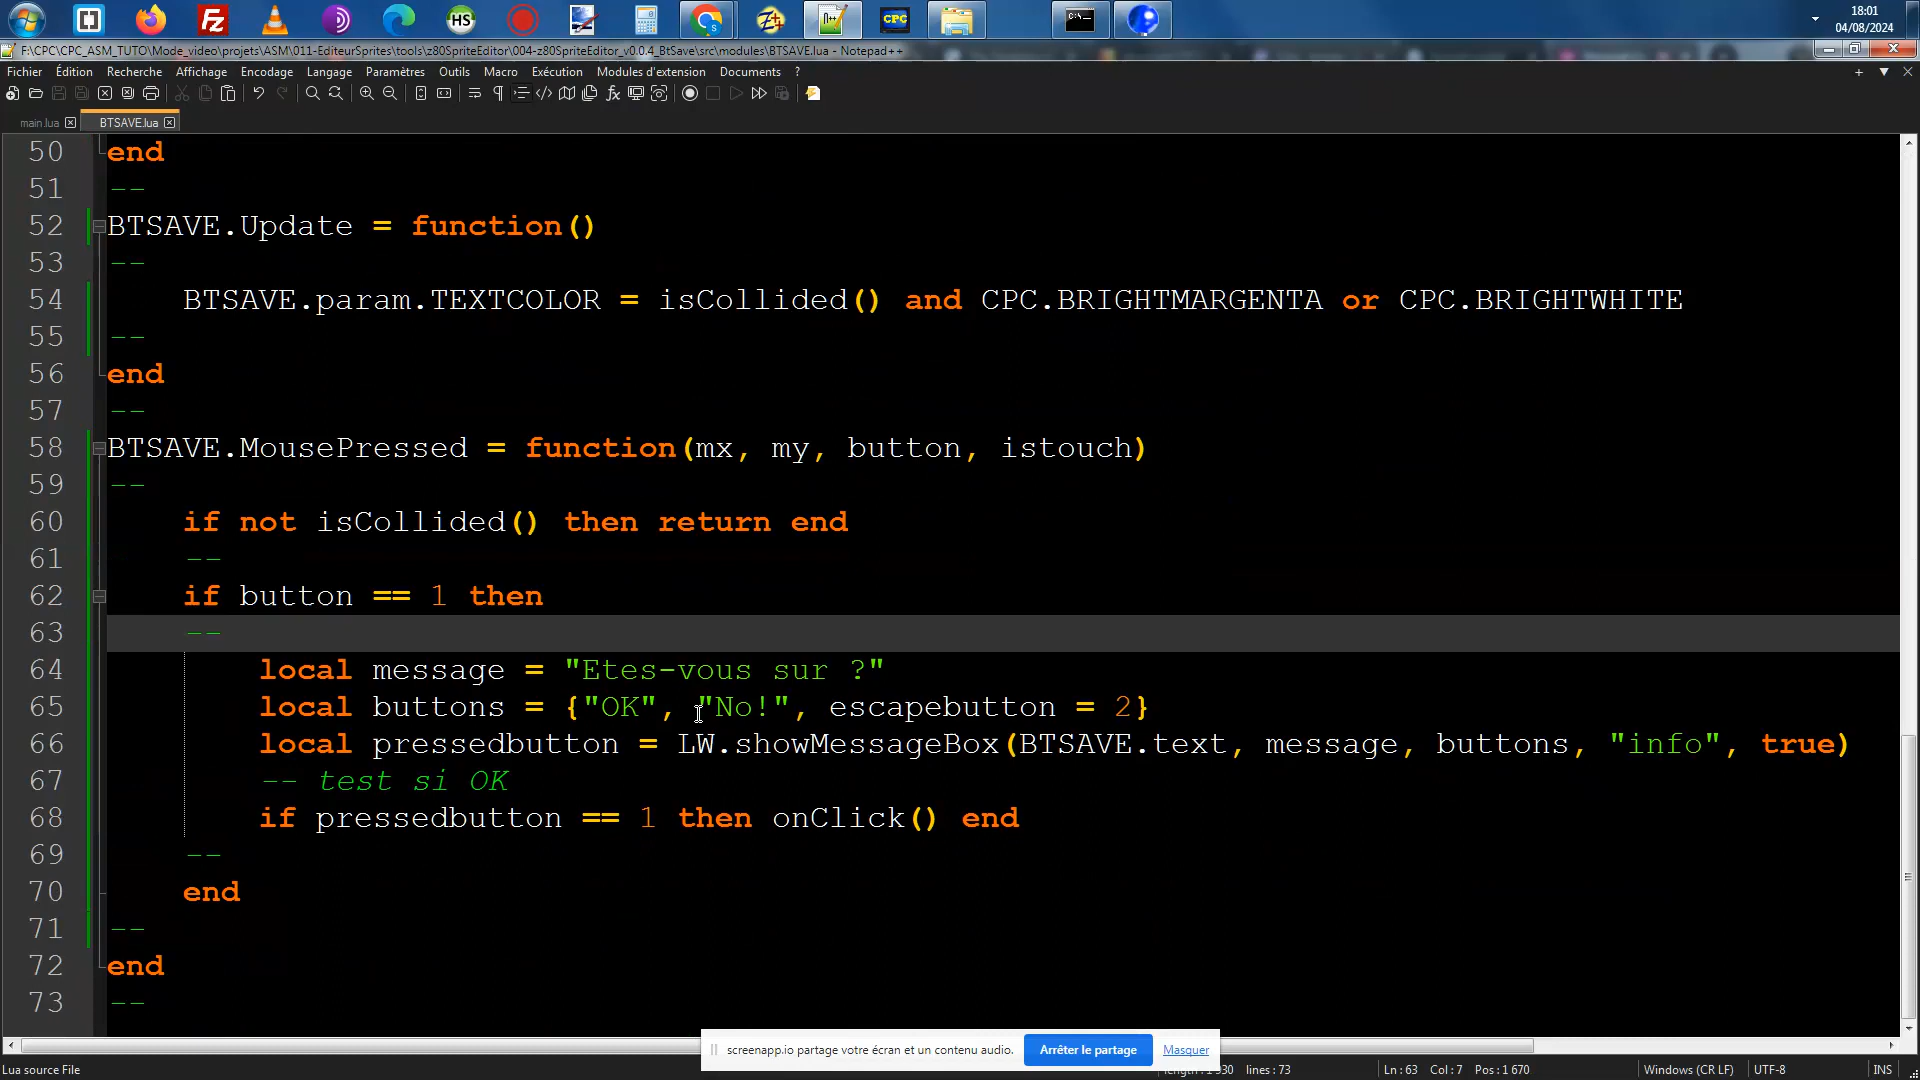 18:01
04/08/2024
F:\CPC\CPC_ASM_TUTO\Mode_video\projets\ASM\011-EditeurSprites\tools\z80SpriteEditor\004-z80SpriteEditor_v0.0.4_BtSave\src\modules\BTSAVE.lua - Notepad++
Fichier Édition Recherche Affichage Encodage Langage Paramètres Outils Macro Exécution Modules d'extension Documents ?
main.lua BTSAVE.lua
50 end
51 --
52 BTSAVE.Update = function()
53 --
54 BTSAVE.param.TEXTCOLOR = isCollided() and CPC.BRIGHTMARGENTA or CPC.BRIGHTWHITE
55 --
56 end
57 --
58 BTSAVE.MousePressed = function(mx, my, button, istouch)
59 --
60 if not isCollided() then return end
61 --
62 if button == 1 then
63 --
64 local message = "Etes-vous sur ?"
65 local buttons = {"OK", "No!", escapebutton = 2}
66 local pressedbutton = LW.showMessageBox(BTSAVE.text, message, buttons, "info", true)
67 -- test si OK
68 if pressedbutton == 1 then onClick() end
69 --
70 end
71 --
72 end
73 --
screenapp.io partage votre écran et un contenu audio. Arrêter le partage Masquer
Lua source File lines : 73 Ln : 63 Col : 7 Pos : 1 670 Windows (CR LF) UTF-8 INS